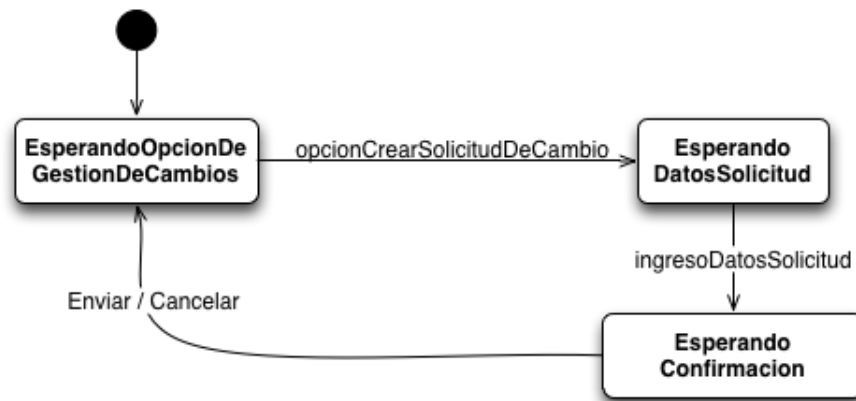 EsperandoOpcionDe
GestionDeCambios
opcionCrearSolicitudDeCambio
Esperando
DatosSolicitud
ingresoDatosSolicitud
Enviar / Cancelar
Esperando
Confirmacion